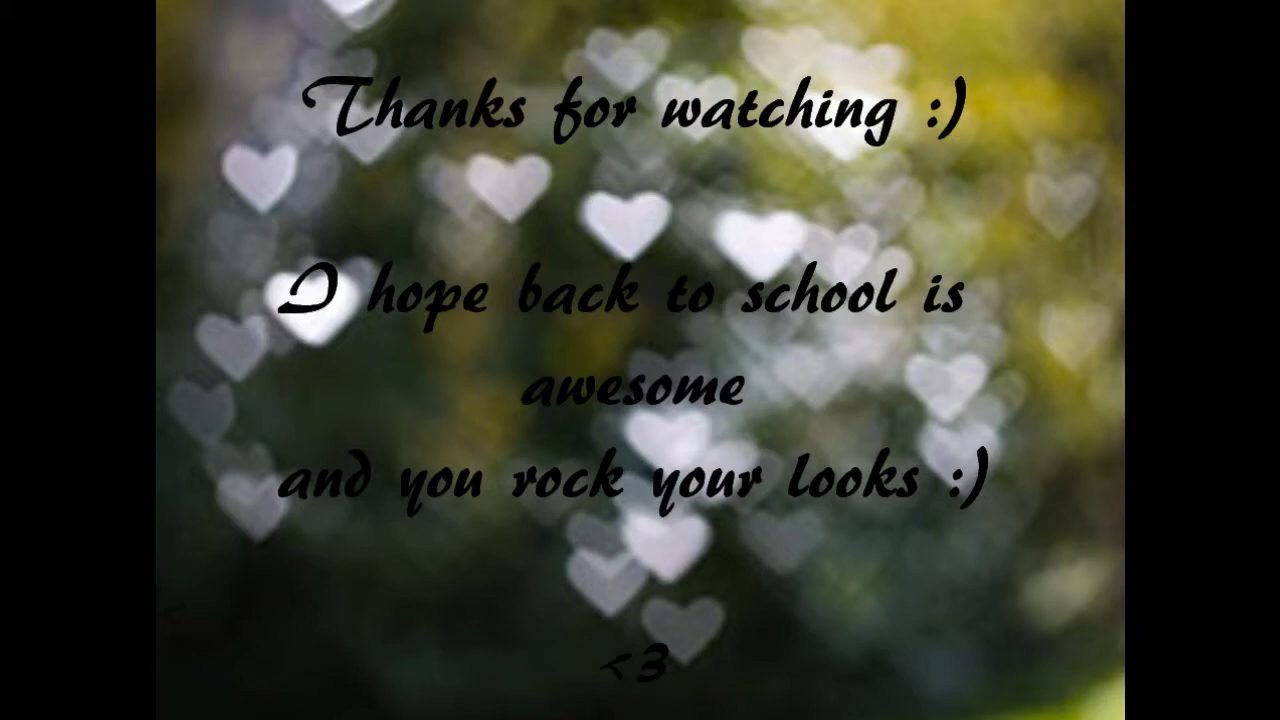 Thanks for watching :)
I hope back to school is
awesome
and you rock your looks :)
<3